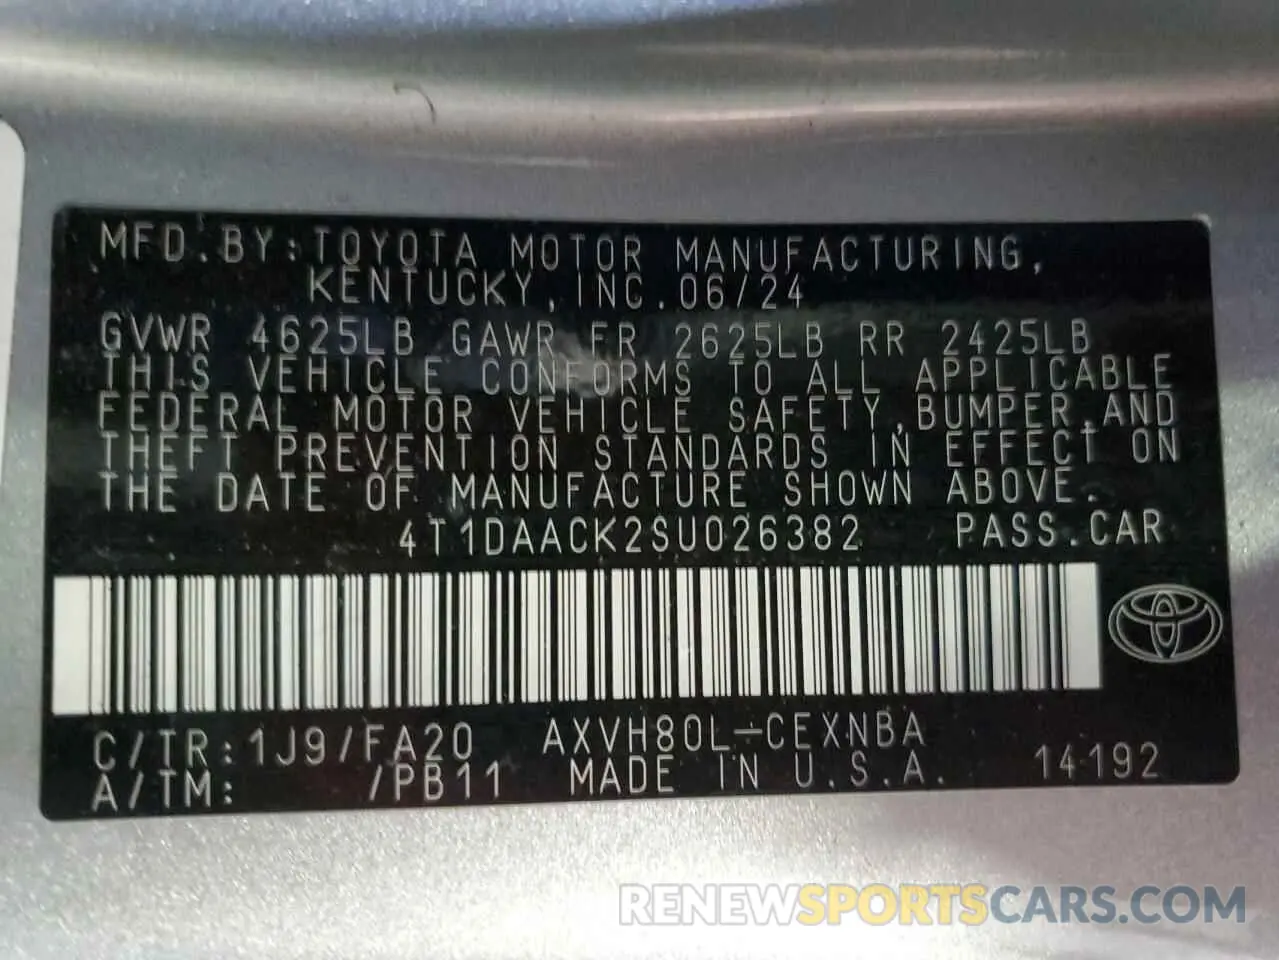 MFD.BY:TOYOTA MOTOR MANUFACTURING,
KENTUCKY, INC. 06/24
GVWR 4625LB GAWR FR 2625LB RR 2425LB
THIS VEHICLE CONFORMS TO ALL APPLICABLE
FEDERAL MOTOR VEHICLE SAFETY, BUMPER, AND
THEFT PREVENTION STANDARDS IN EFFECT ON
THE DATE OF MANUFACTURE SHOWN ABOVE.
4T1DAACK2SU026382 PASS.CAR
C/TR:1J9/FA20 AXVH80L-CEXNBA
A/TM: /PB11 MADE IN U.S.A. 14192
RENEWSPORTSCARS.COM